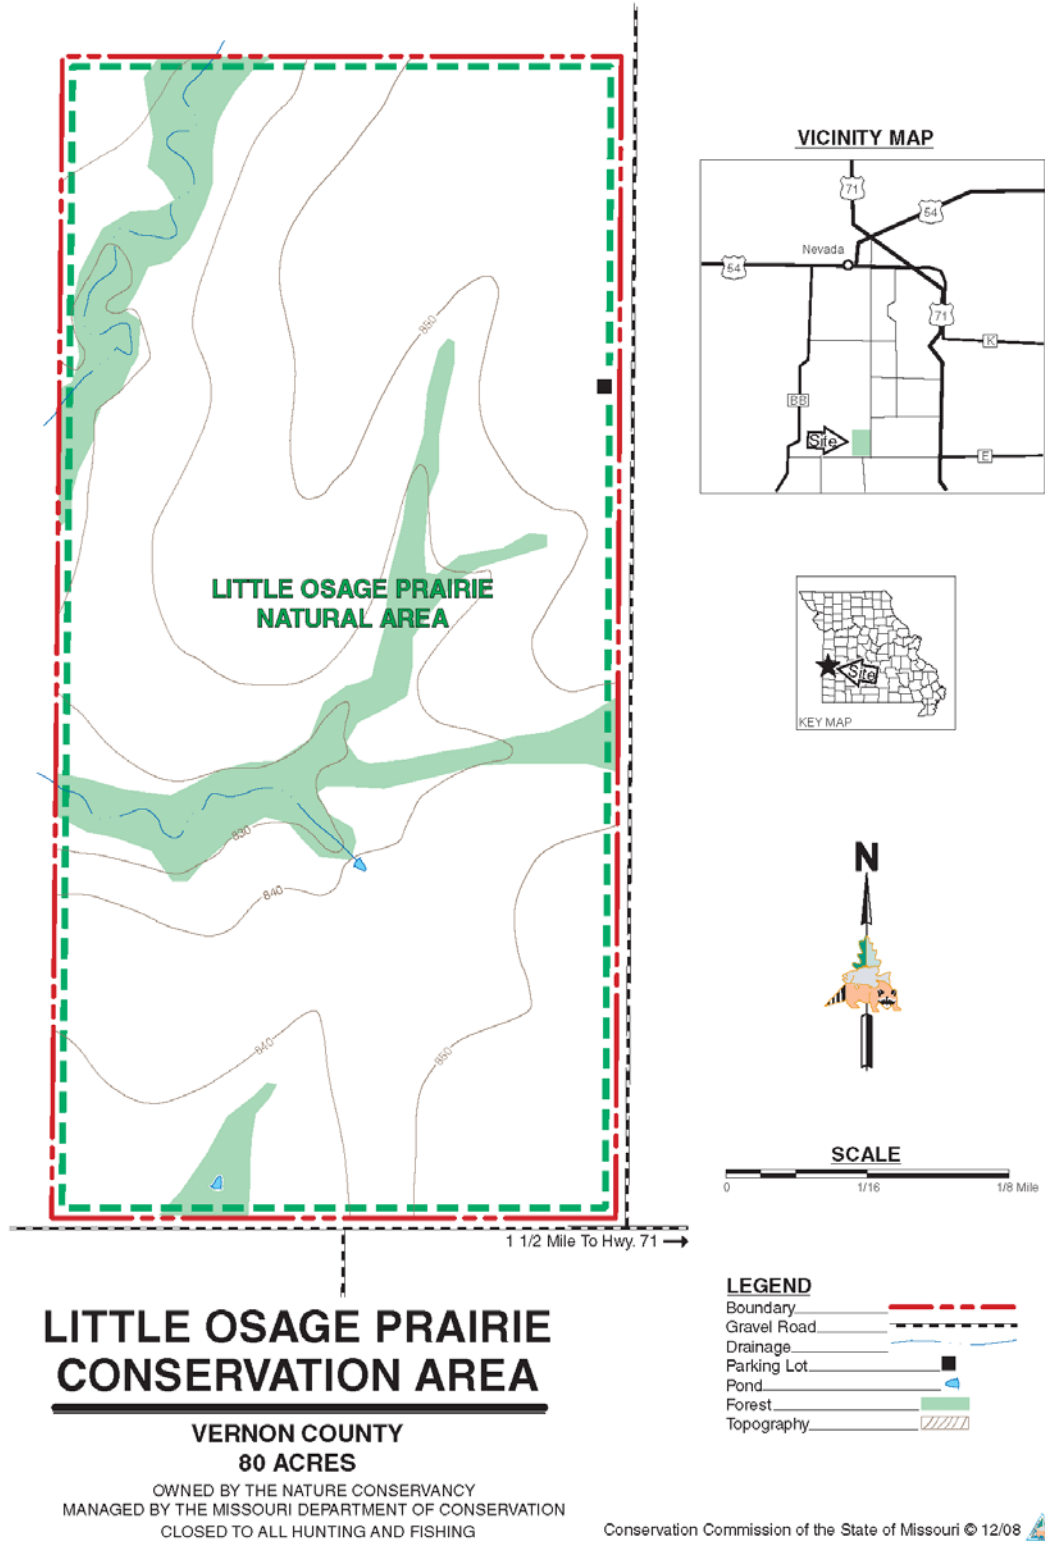 VICINITY MAP
71
54
Nevada
54
71
K
BB
Site
E
850
LITTLE OSAGE PRAIRIE
NATURAL AREA
Site
KEY MAP
830
840
N
840
850
SCALE
0 1/16 1/8 Mile
1 1/2 Mile To Hwy. 71
LEGEND
Boundary
Gravel Road
Drainage
Parking Lot
Pond
Forest
Topography
LITTLE OSAGE PRAIRIE
CONSERVATION AREA
VERNON COUNTY
80 ACRES
OWNED BY THE NATURE CONSERVANCY
MANAGED BY THE MISSOURI DEPARTMENT OF CONSERVATION
CLOSED TO ALL HUNTING AND FISHING
Conservation Commission of the State of Missouri © 12/08